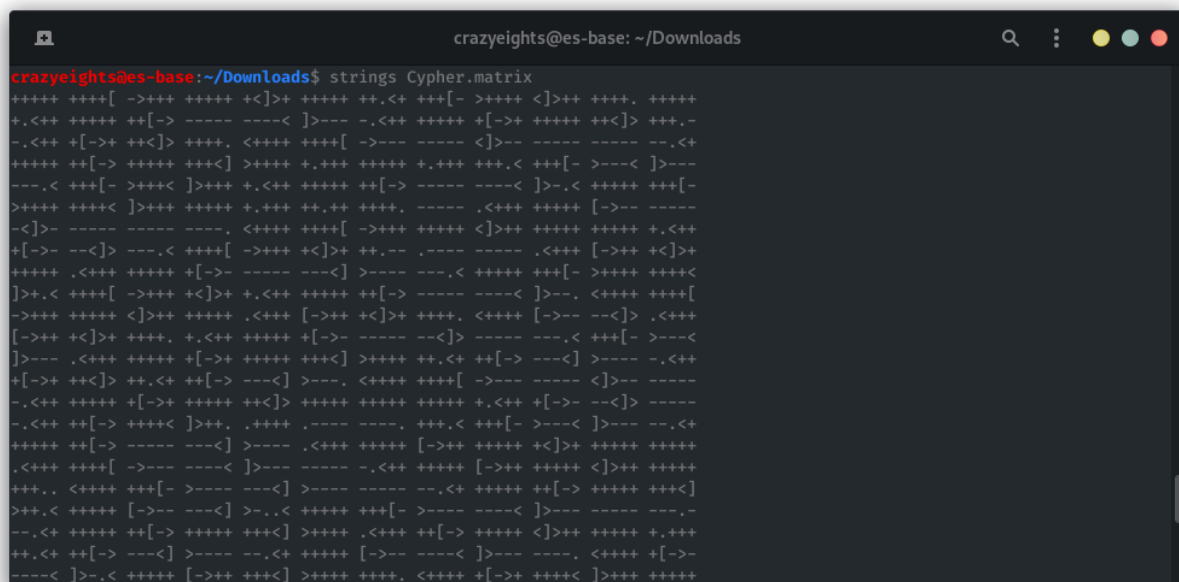 crazyeights@es-base: ~/Downloads
crazyeights@es-base:~/Downloads$ strings Cypher.matrix
+++++ ++++[ ->+++ +++++ +<]>+ +++++ ++.<+ +++[- >++++ <]>++ ++++. +++++
+.<++ +++++ ++[-> ----- ----< ]>--- -.<++ +++++ +[->+ +++++ ++<]> +++.-
-.<++ +[->+ ++<]> ++++. <++++ ++++[ ->--- ----- <]>-- ----- ----- --.<+
+++++ ++[-> +++++ +++<] >++++ +.+++ +++++ +.+++ +++.< +++[- >---< ]>---
---.< +++[- >+++< ]>+++ +.<++ +++++ ++[-> ----- ----< ]>-.< +++++ +++[-
>++++ ++++< ]>+++ +++++ +.+++ ++.++ ++++. ----- .<+++ +++++ [->-- -----
-<]>- ----- ----- ----. <++++ ++++[ ->+++ +++++ <]>++ +++++ +++++ +.<++
+[->- --<]> ---.< ++++[ ->+++ +<]>+ ++.-- .---- ----- .<+++ [->++ +<]>+
+++++ .<+++ +++++ +[->- ----- ---<] >---- ---.< +++++ +++[- >++++ ++++<
]>+.< ++++[ ->+++ +<]>+ +.<++ +++++ ++[-> ----- ----< ]>--. <++++ ++++[
->+++ +++++ <]>++ +++++ .<+++ [->++ +<]>+ ++++. <++++ [->-- --<]> .<+++
[->++ +<]>+ ++++. +.<++ +++++ +[->- ----- --<]> ----- ---.< +++[- >---<
]>--- .<+++ +++++ +[->+ +++++ +++<] >++++ ++.<+ ++[-> ---<] >---- -.<++
+[->+ ++<]> ++.<+ ++[-> ---<] >---. <++++ ++++[ ->--- ----- <]>-- -----
-.<++ +++++ +[->+ +++++ ++<]> +++++ +++++ +++++ +.<++ +[->- --<]> -----
-.<++ ++[-> ++++< ]>++. .++++ .---- ----. +++.< +++[- >---< ]>--- --.<+
+++++ ++[-> ----- ---<] >---- .<+++ +++++ [->++ +++++ +<]>+ +++++ +++++
.<+++ ++++[ ->--- ----< ]>--- ----- -.<++ +++++ [->++ +++++ <]>++ +++++
+++.. <++++ +++[- >---- ---<] >---- ----- --.<+ +++++ ++[-> +++++ +++<]
>++.< +++++ [->-- ---<] >-..< +++++ +++[- >---- ----< ]>--- ----- ---.-
--.<+ +++++ ++[-> +++++ +++<] >++++ .<+++ ++[-> +++++ <]>++ +++++ +.+++
++.<+ ++[-> ---<] >---- --.<+ +++++ [->-- ----< ]>--- ----. <++++ +[->-
----< ]>-.< +++++ [->++ +++<] >++++ ++++. <++++ +[->+ ++++< ]>+++ +++++